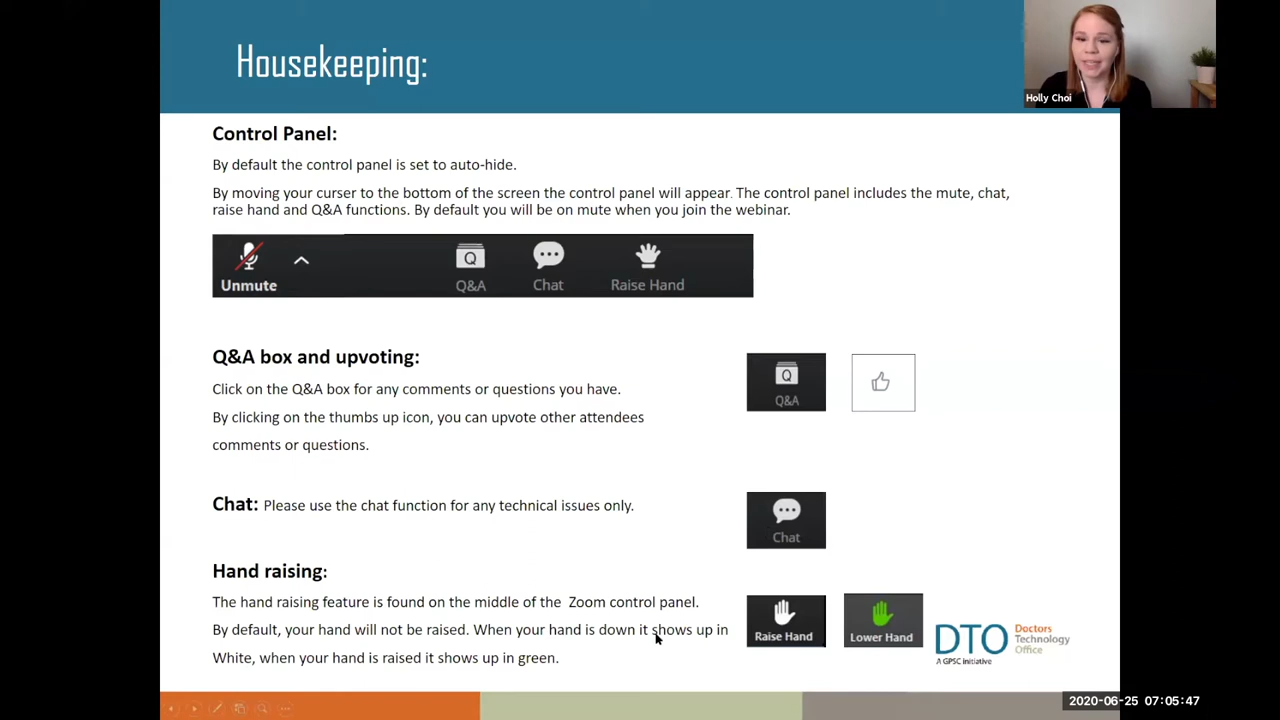 Housekeeping:
Holly Choi
Control Panel:
By default the control panel is set to auto-hide.
By moving your curser to the bottom of the screen the control panel will appear. The control panel includes the mute, chat,
raise hand and Q&A functions. By default you will be on mute when you join the webinar.
Unmute
Q
Q&A
Chat
Raise Hand
Q&A box and upvoting:
Click on the Q&A box for any comments or questions you have.
By clicking on the thumbs up icon, you can upvote other attendees
comments or questions.
Q
Q&A
Chat: Please use the chat function for any technical issues only.
Chat
Hand raising:
The hand raising feature is found on the middle of the Zoom control panel.
By default, your hand will not be raised. When your hand is down it shows up in
White, when your hand is raised it shows up in green.
Raise Hand
Lower Hand
DTO
Doctors
Technology
Office
A GPSC initiative
2020-06-25 07:05:47